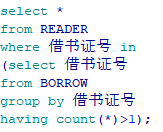 select *
from READER
where 借书证号 in
(select 借书证号
from BORROW
group by 借书证号
having count(*)>1);